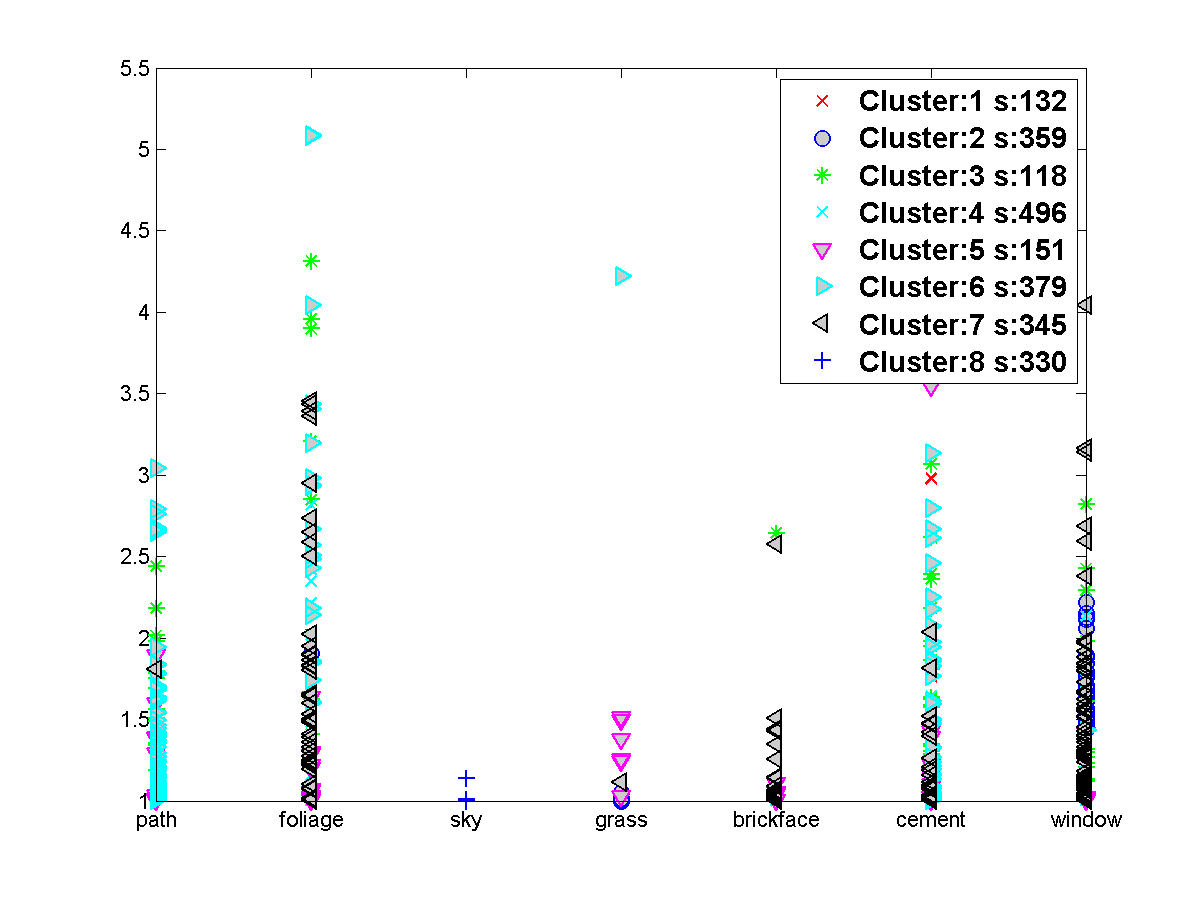 5.5
5
4.5
4
3.5
3
2.5
2
1.5
1
Cluster:1 s:132
Cluster:2 s:359
Cluster:3 s:118
Cluster:4 s:496
Cluster:5 s:151
Cluster:6 s:379
Cluster:7 s:345
Cluster:8 s:330
path foliage sky grass brickface cement window